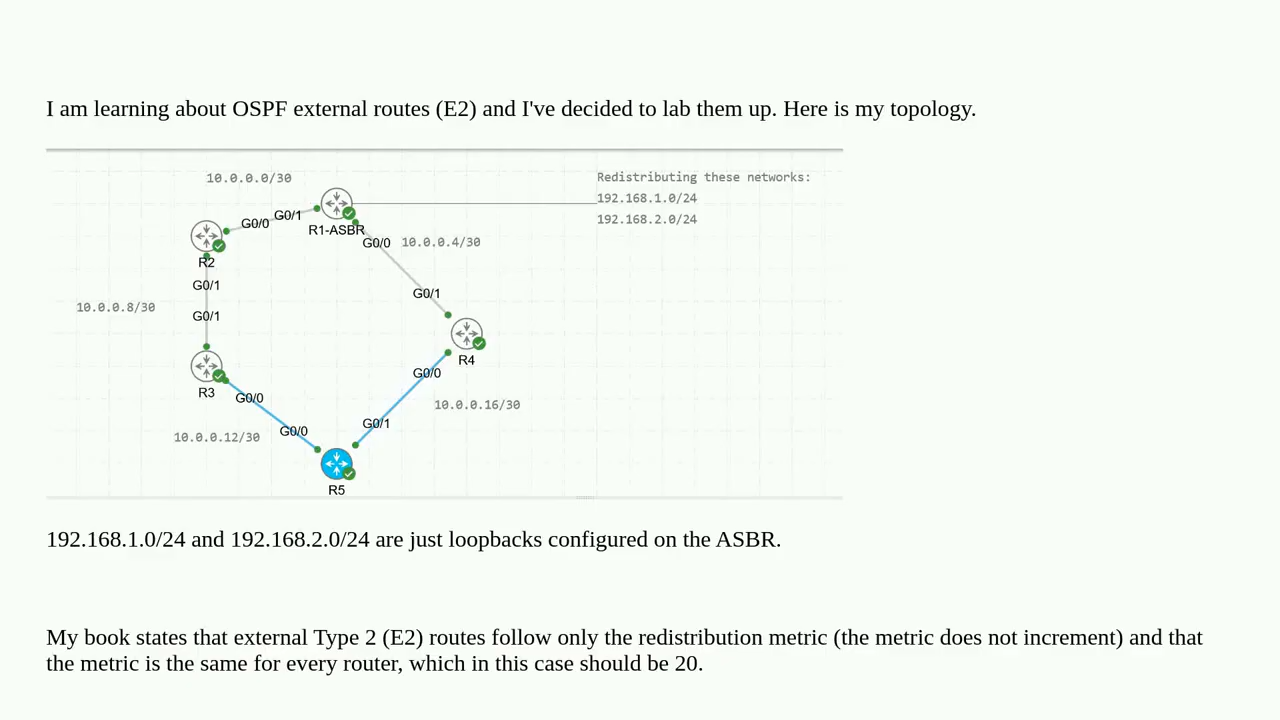 I am learning about OSPF external routes (E2) and I've decided to lab them up. Here is my topology.
10.0.0.0/30
Redistributing these networks:
192.168.1.0/24
192.168.2.0/24
G0/0
G0/1
R1-ASBR
G0/0
10.0.0.4/30
R2
G0/1
G0/1
10.0.0.8/30
G0/1
R4
R3
G0/0
G0/0
10.0.0.16/30
G0/1
G0/0
10.0.0.12/30
R5
192.168.1.0/24 and 192.168.2.0/24 are just loopbacks configured on the ASBR.
My book states that external Type 2 (E2) routes follow only the redistribution metric (the metric does not increment) and that
the metric is the same for every router, which in this case should be 20.